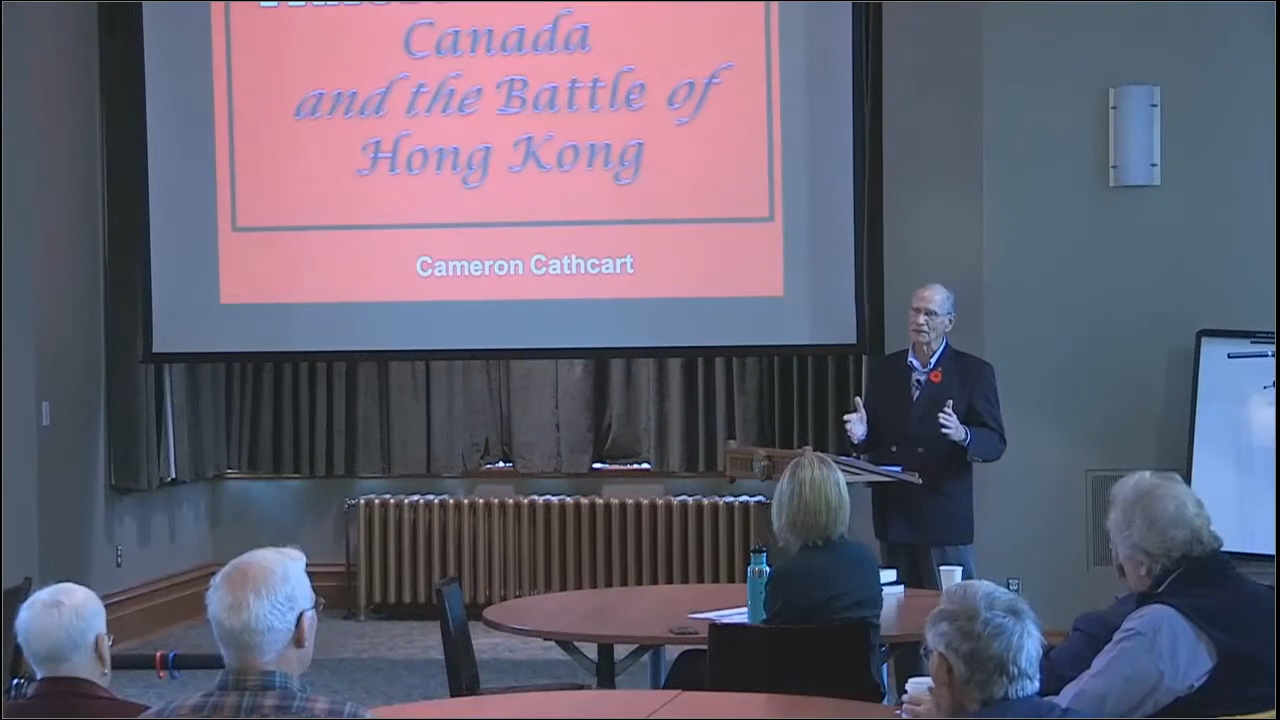 Canada
and the Battle of
Hong Kong
Cameron Cathcart